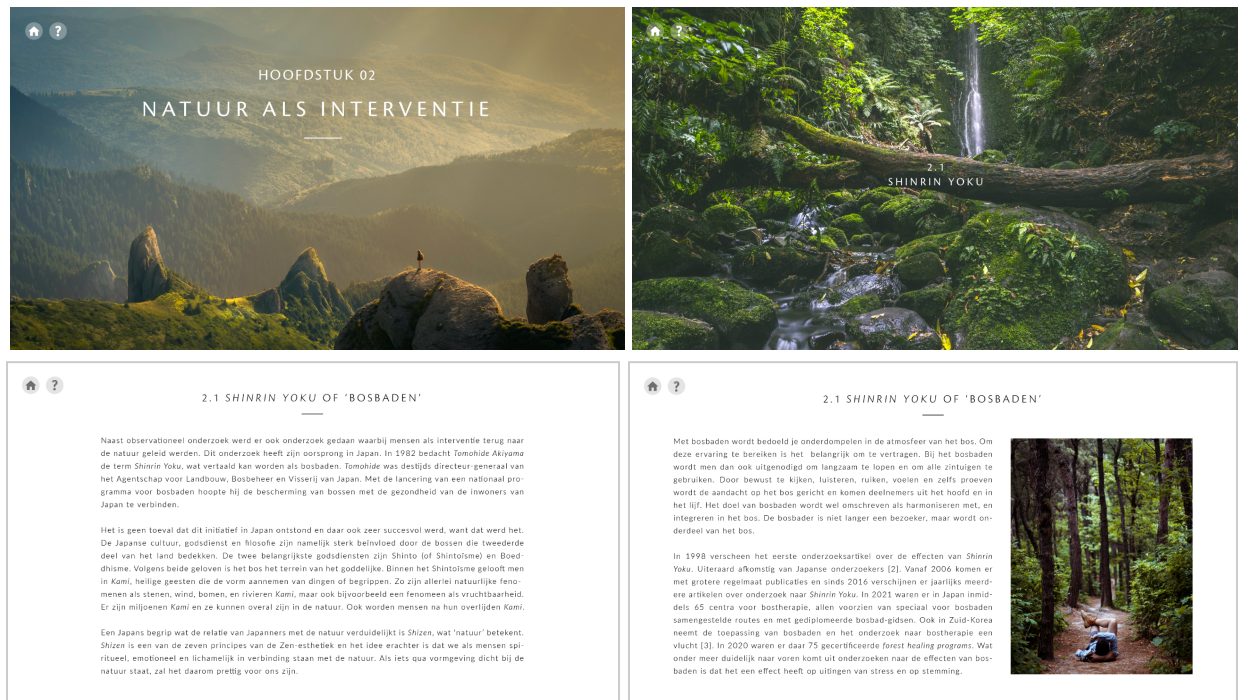 ?
HOOFDSTUK 02
NATUUR ALS INTERVENTIE
?
2.1
SHINRIN YOKU
?
2.1 SHINRIN YOKU OF 'BOSBADEN'
Naast observationeel onderzoek werd er ook onderzoek gedaan waarbij mensen als interventie terug naar
de natuur geleid werden. Dit onderzoek heeft zijn oorsprong in Japan. In 1982 bedacht Tomohide Akiyama
de term Shinrin Yoku, wat vertaald kan worden als bosbaden. Tomohide was destijds directeur-generaal van
het Agentschap voor Landbouw, Bosbeheer en Visserij van Japan. Met de lancering van een nationaal pro-
gramma voor bosbaden hoopte hij de bescherming van bossen met de gezondheid van de inwoners van
Japan te verbinden.
Het is geen toeval dat dit initiatief in Japan ontstond en daar ook zeer succesvol werd, want dat werd het.
De Japanse cultuur, godsdienst en filosofie zijn namelijk sterk beïnvloed door de bossen die tweederde
deel van het land bedekken. De twee belangrijkste godsdiensten zijn Shinto (of Shintoïsme) en Boed-
dhisme. Volgens beide geloven is het bos het terrein van het goddelijke. Binnen het Shintoïsme gelooft men
in Kami, heilige geesten die de vorm aannemen van dingen of begrippen. Zo zijn allerlei natuurlijke feno-
menen als stenen, wind, bomen, en rivieren Kami, maar ook bijvoorbeeld een fenomeen als vruchtbaarheid.
Er zijn miljoenen Kami en ze kunnen overal zijn in de natuur. Ook worden mensen na hun overlijden Kami.
Een Japans begrip wat de relatie van Japanners met de natuur verduidelijkt is Shizen, wat 'natuur' betekent.
Shizen is een van de zeven principes van de Zen-esthetiek en het idee erachter is dat we als mensen spi-
ritueel, emotioneel en lichamelijk in verbinding staan met de natuur. Als iets qua vormgeving dicht bij de
natuur staat, zal het daarom prettig voor ons zijn.
?
2.1 SHINRIN YOKU OF 'BOSBADEN'
Met bosbaden wordt bedoeld je onderdompelen in de atmosfeer van het bos. Om
deze ervaring te bereiken is het belangrijk om te vertragen. Bij het bosbaden
wordt men dan ook uitgenodigd om langzaam te lopen en om alle zintuigen te
gebruiken. Door bewust te kijken, luisteren, ruiken, voelen en zelfs proeven
wordt de aandacht op het bos gericht en komen deelnemers uit het hoofd en in
het lijf. Het doel van bosbaden wordt wel omschreven als harmoniseren met, en
integreren in het bos. De bosbader is niet langer een bezoeker, maar wordt on-
derdeel van het bos.
In 1998 verscheen het eerste onderzoeksartikel over de effecten van Shinrin
Yoku. Uiteraard afkomstig van Japanse onderzoekers [2]. Vanaf 2006 komen er
met grotere regelmaat publicaties en sinds 2016 verschijnen er jaarlijks meerd-
ere artikelen over onderzoek naar Shinrin Yoku. In 2021 waren er in Japan inmid-
dels 65 centra voor bostherapie, allen voorzien van speciaal voor bosbaden
samengestelde routes en met gediplomeerde bosbad-gidsen. Ook in Zuid-Korea
neemt de toepassing van bosbaden en het onderzoek naar bostherapie een
vlucht [3]. In 2020 waren er daar 75 gecertificeerde forest healing programs. Wat
onder meer duidelijk naar voren komt uit onderzoeken naar de effecten van bos-
baden is dat het een effect heeft op uitingen van stress en op stemming.